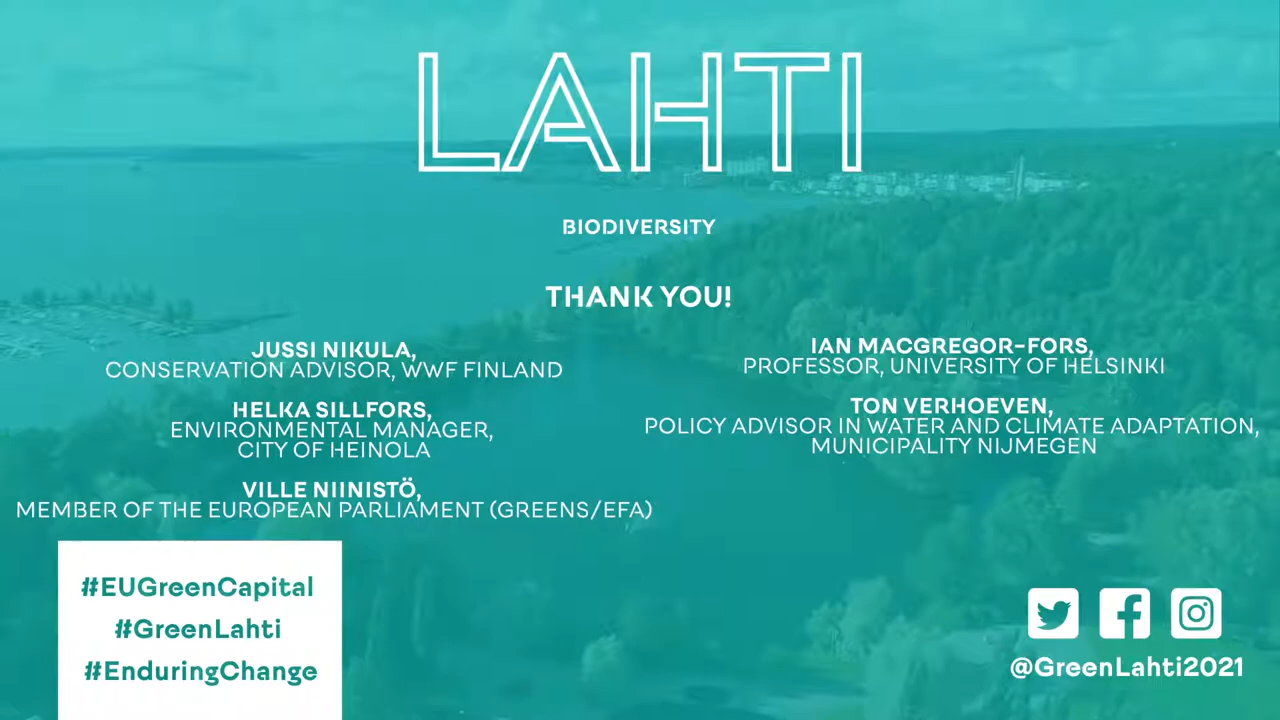 LAHTI
BIODIVERSITY
THANK YOU!
JUSSI NIKULA,
CONSERVATION ADVISOR, WWF FINLAND
HELKA SILLFORS,
ENVIRONMENTAL MANAGER,
CITY OF HEINOLA
VILLE NIINISTÖ,
MEMBER OF THE EUROPEAN PARLIAMENT (GREENS/EFA)
IAN MACGREGOR-FORS,
PROFESSOR, UNIVERSITY OF HELSINKI
TON VERHOEVEN,
POLICY ADVISOR IN WATER AND CLIMATE ADAPTATION,
MUNICIPALITY NIJMEGEN
#EUGreenCapital
#GreenLahti
#EnduringChange
@GreenLahti2021